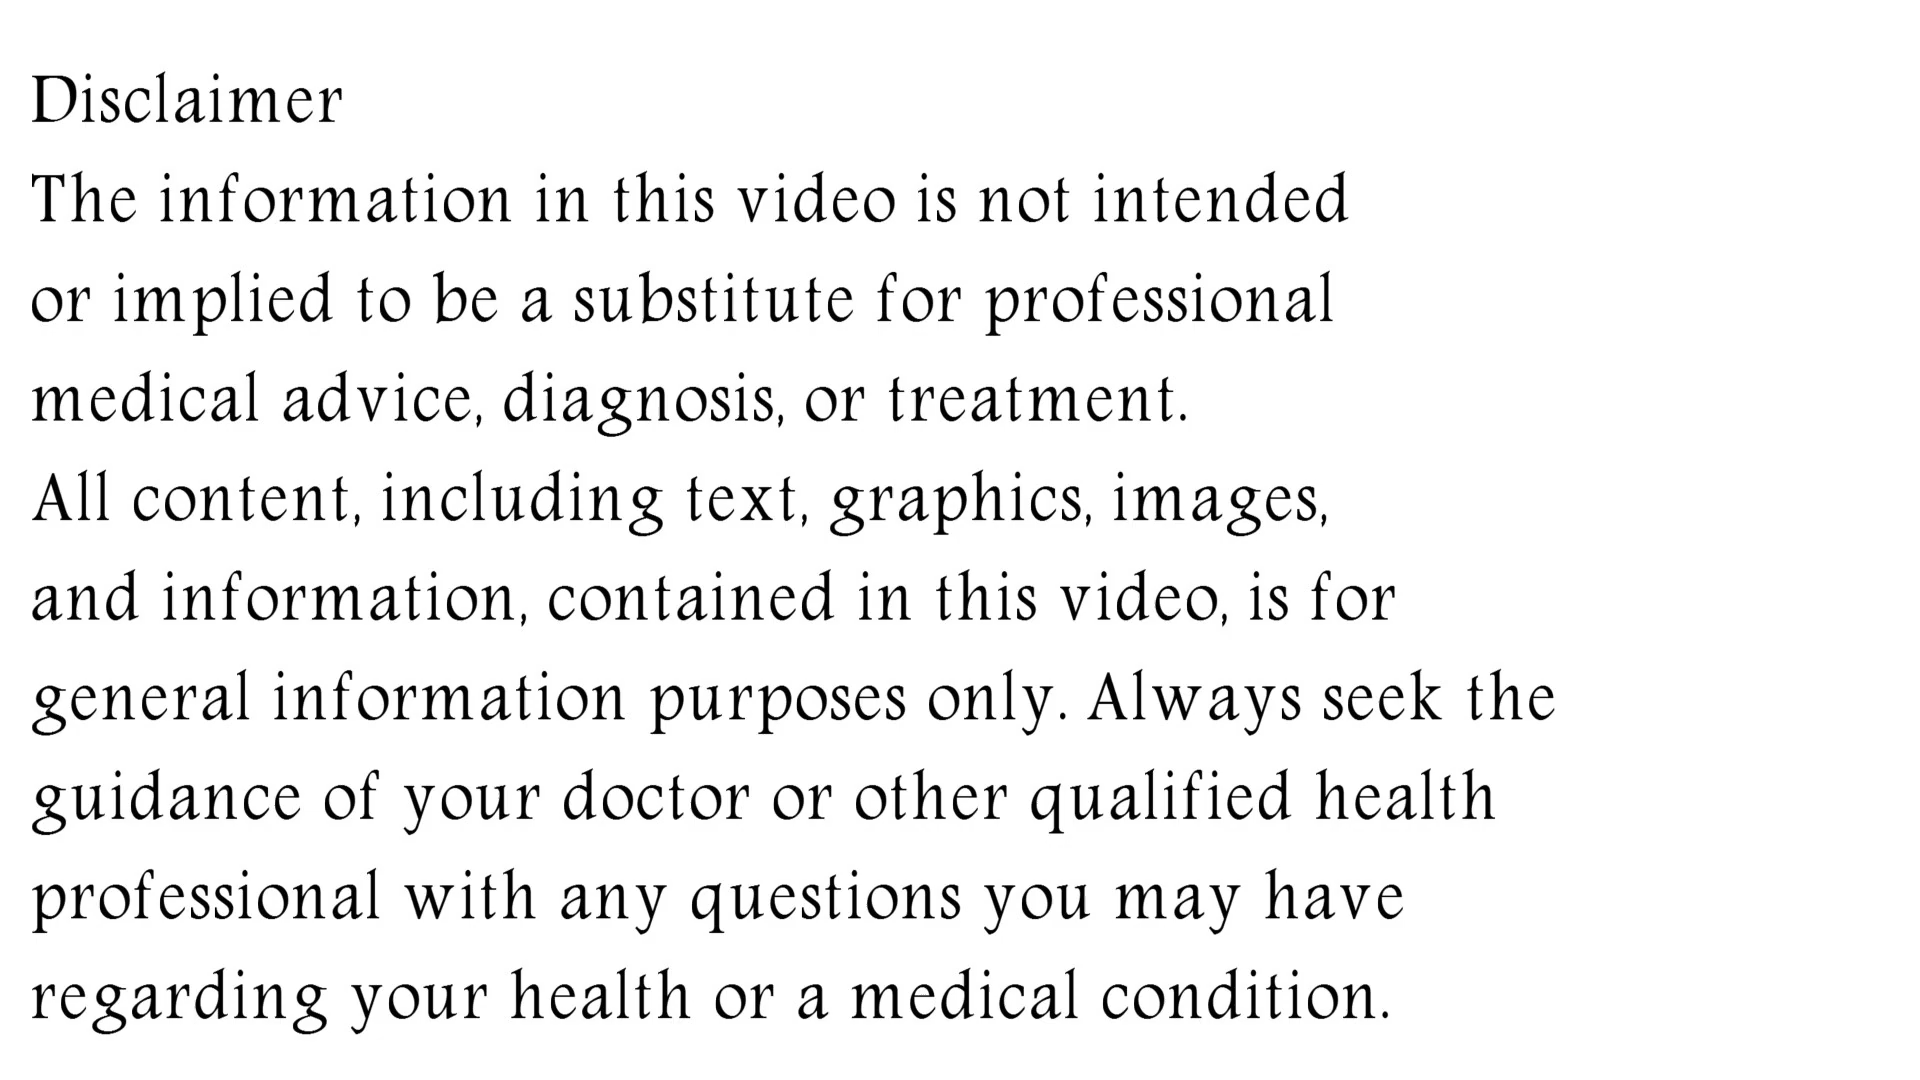 Disclaimer
The information in this video is not intended
or implied to be a substitute for professional
medical advice, diagnosis, or treatment.
All content, including text, graphics, images,
and information, contained in this video, is for
general information purposes only. Always seek the
guidance of your doctor or other qualified health
professional with any questions you may have
regarding your health or a medical condition.